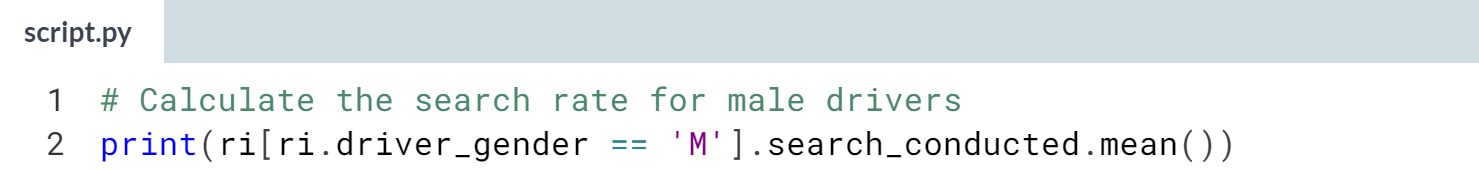 script.py
1 # Calculate the search rate for male drivers
2 print(ri[ri.driver_gender == 'M'].search_conducted.mean())